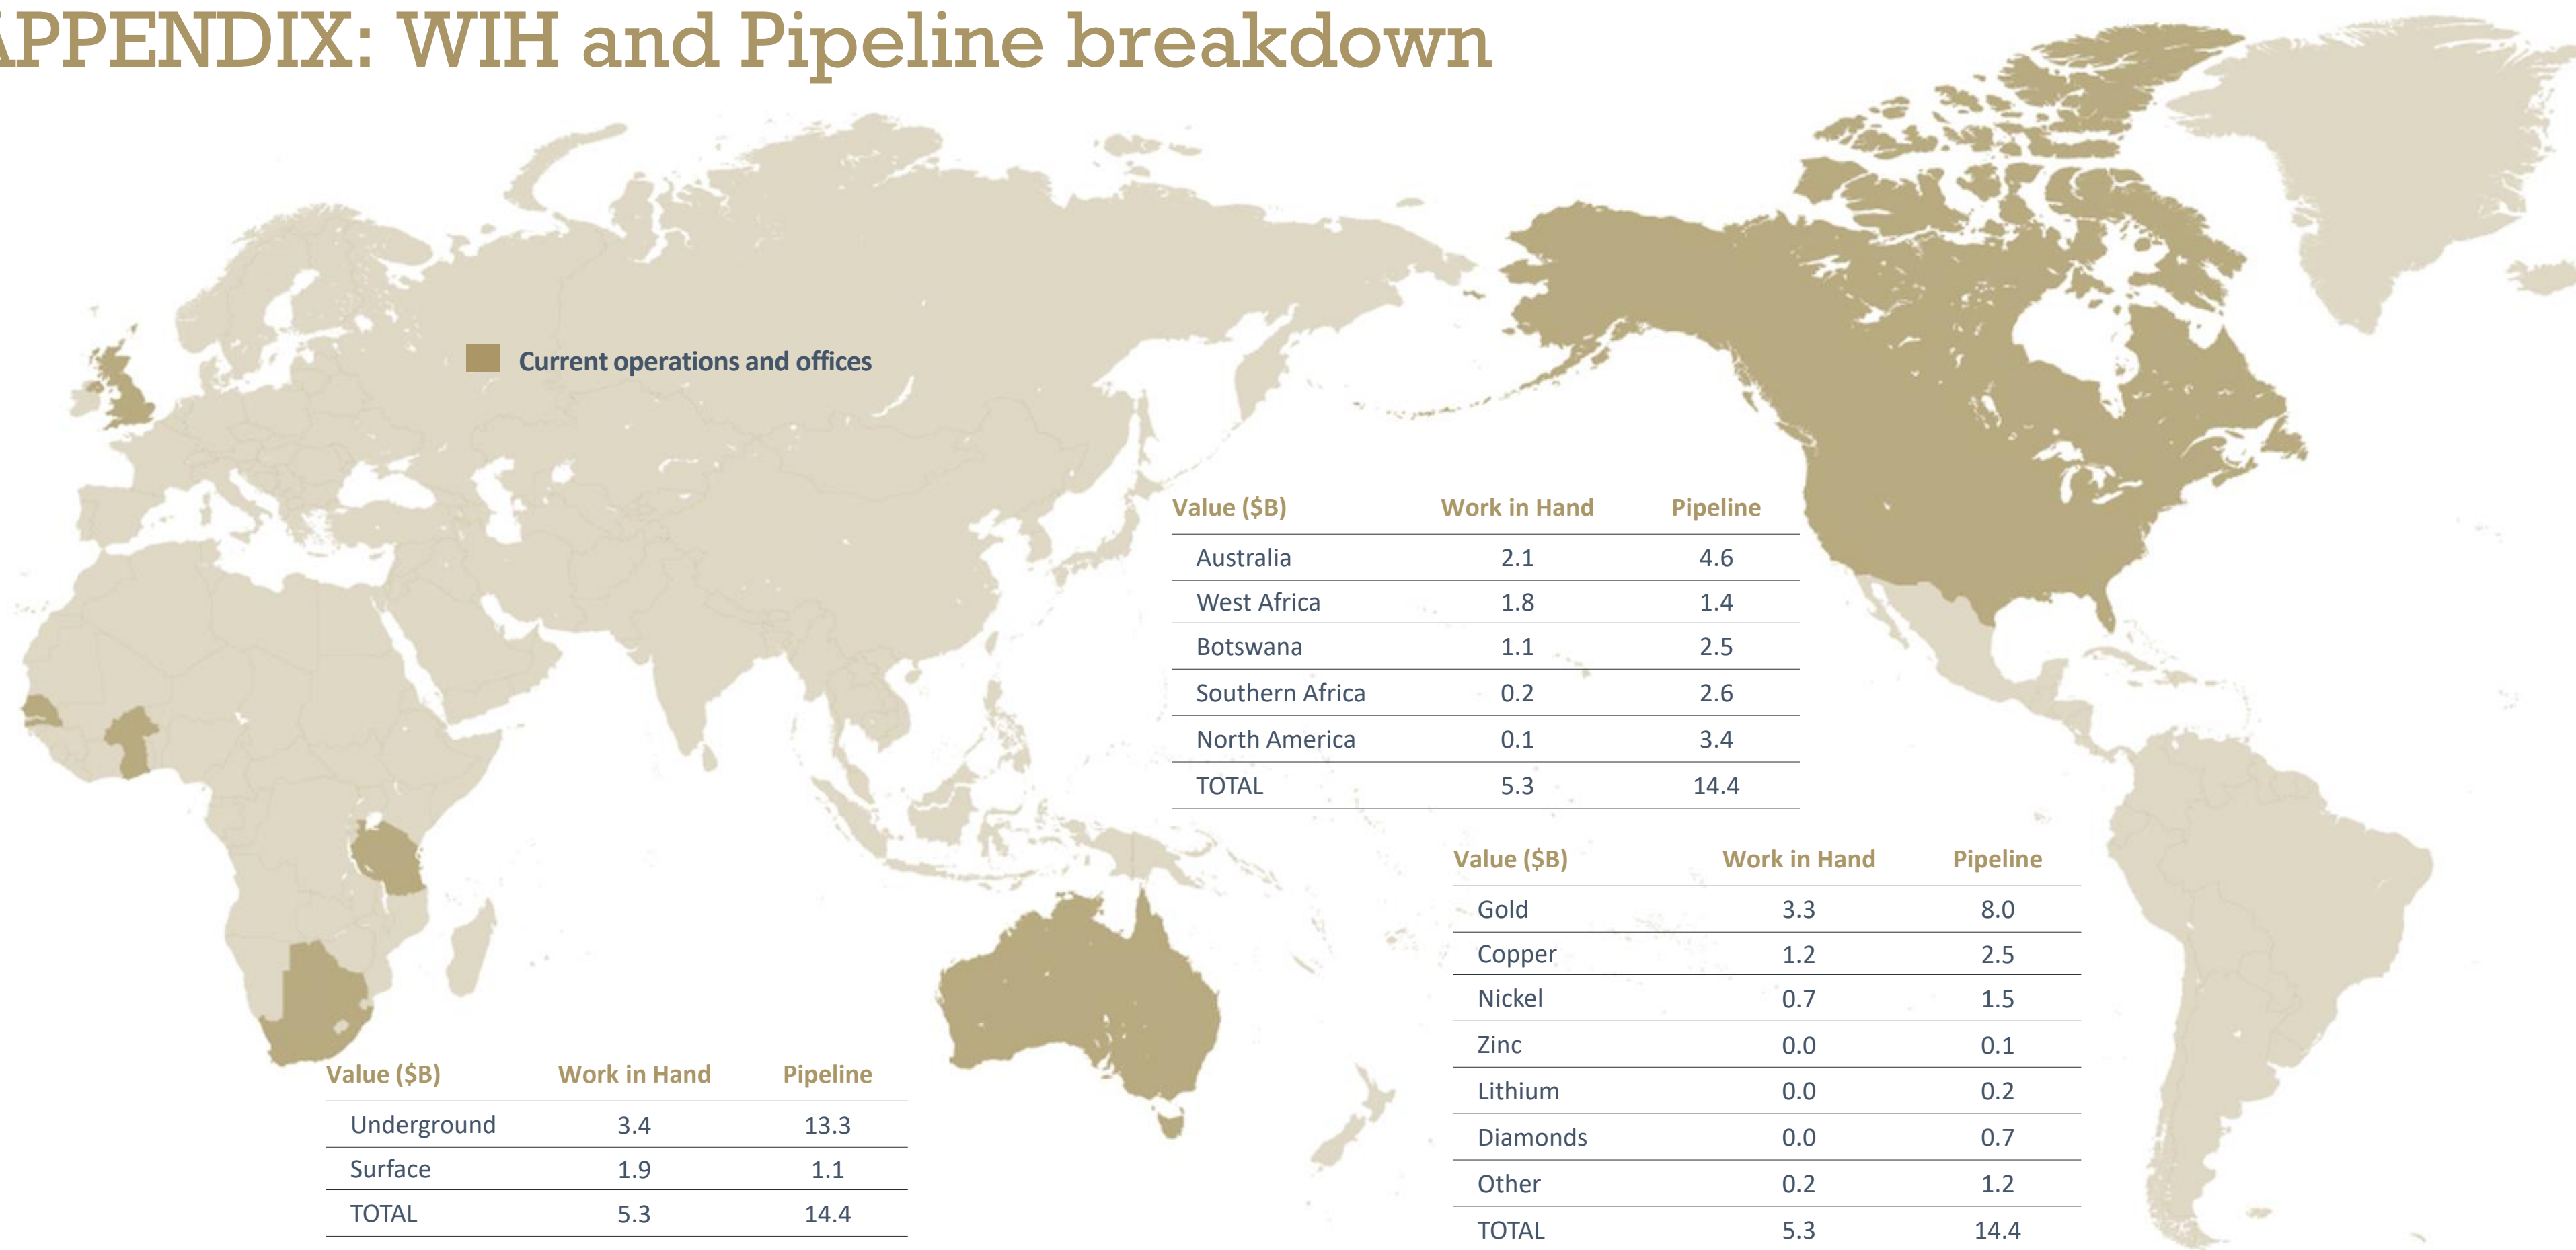 APPENDIX: WIH and Pipeline breakdown
Current operations and offices
Value ($B) Work in Hand Pipeline
Australia 2.1 4.6
West Africa 1.8 1.4
Botswana 1.1 2.5
Southern Africa 0.2 2.6
North America 0.1 3.4
TOTAL 5.3 14.4
Value ($B) Work in Hand Pipeline
Gold 3.3 8.0
Copper 1.2 2.5
Nickel 0.7 1.5
Zinc 0.0 0.1
Lithium 0.0 0.2
Diamonds 0.0 0.7
Other 0.2 1.2
TOTAL 5.3 14.4
Value ($B) Work in Hand Pipeline
Underground 3.4 13.3
Surface 1.9 1.1
TOTAL 5.3 14.4